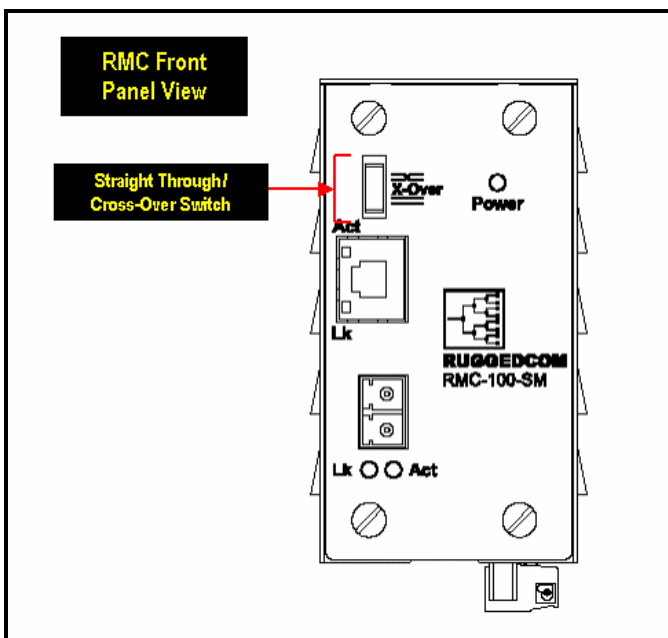 RMC Front
Panel View
Straight Through/
Cross-Over Switch
X-Over
Power
Act
Lk
RUGGEDCOM
RMC-100-SM
Lk
Act